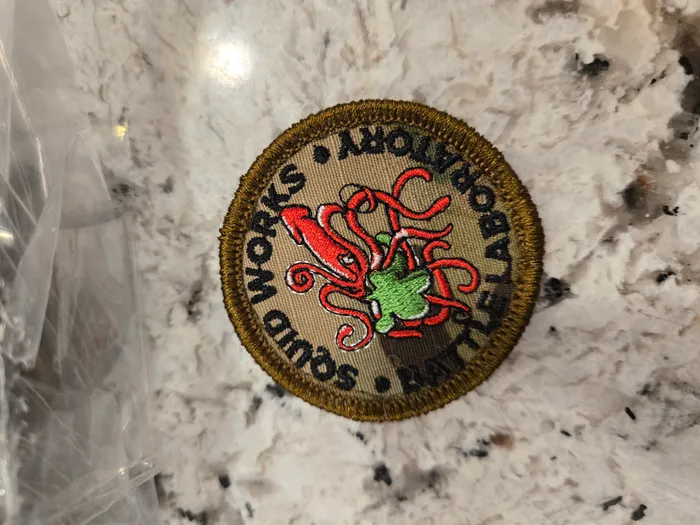 SQUID WORKS
• BATTLE LABORATORY •